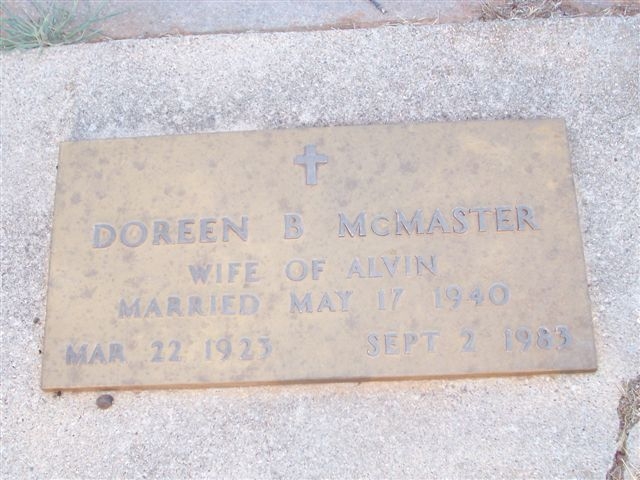 DOREEN B McMASTER
WIFE OF ALVIN
MARRIED MAY 17 1940
MAR 22 1923 SEPT 2 1983